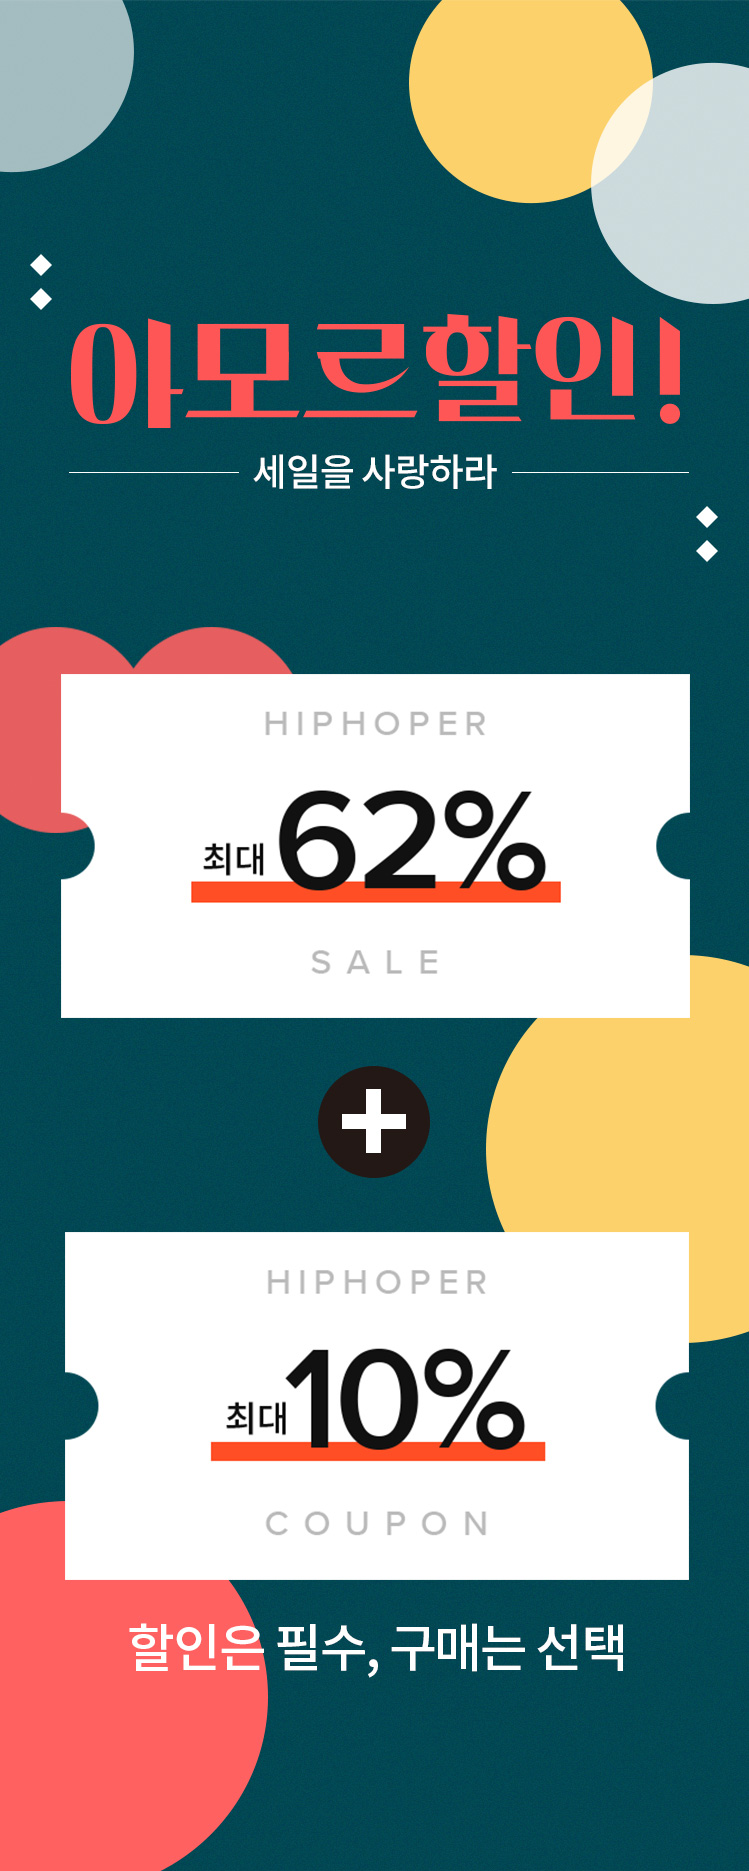 아모르할인!
세일을 사랑하라
HIPHOPER
최대 62%
SALE
+
HIPHOPER
최대 10%
COUPON
할인은 필수, 구매는 선택